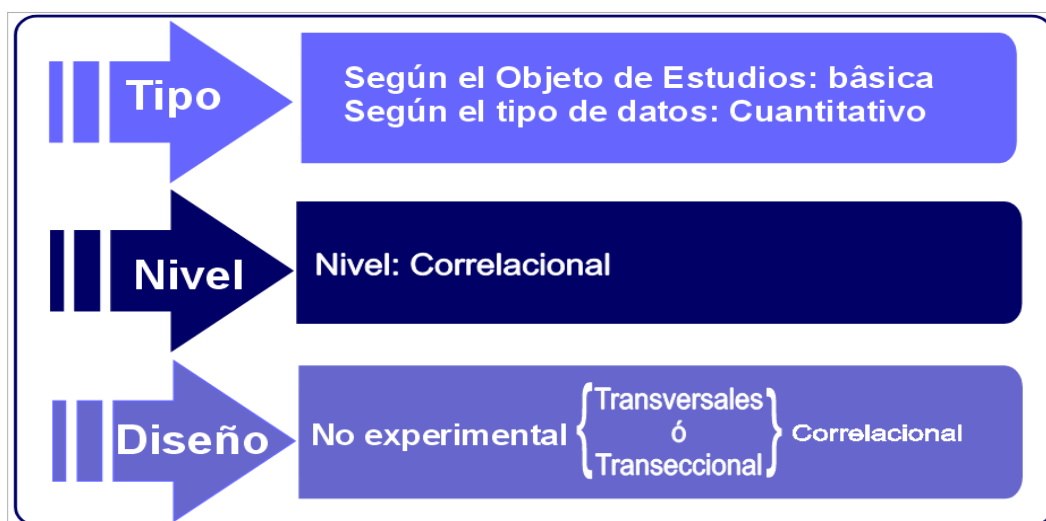 Tipo
Según el Objeto de Estudios: bâsica
Según el tipo de datos: Cuantitativo
Nivel
Nivel: Correlacional
Diseño
No experimental
Transversales
ó
Transeccional
Correlacional